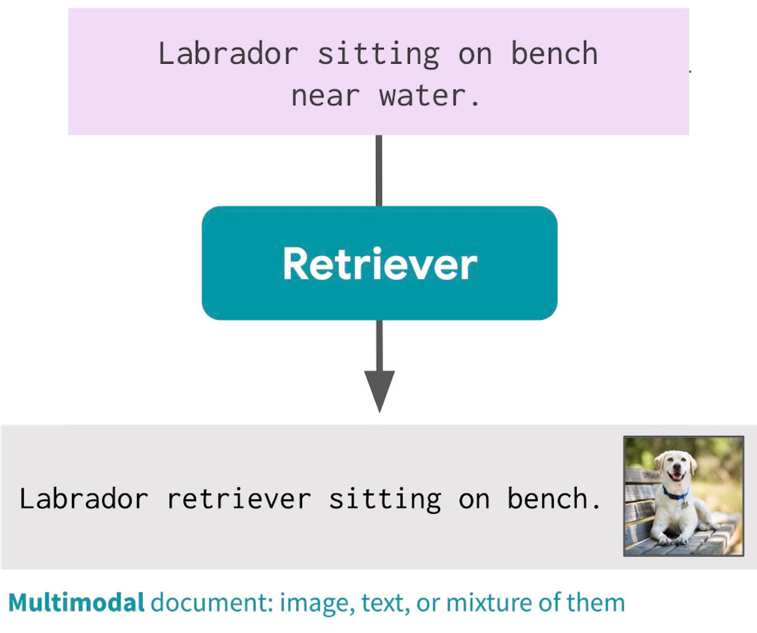 Labrador sitting on bench
near water.
Retriever
Labrador retriever sitting on bench.
Multimodal document: image, text, or mixture of them